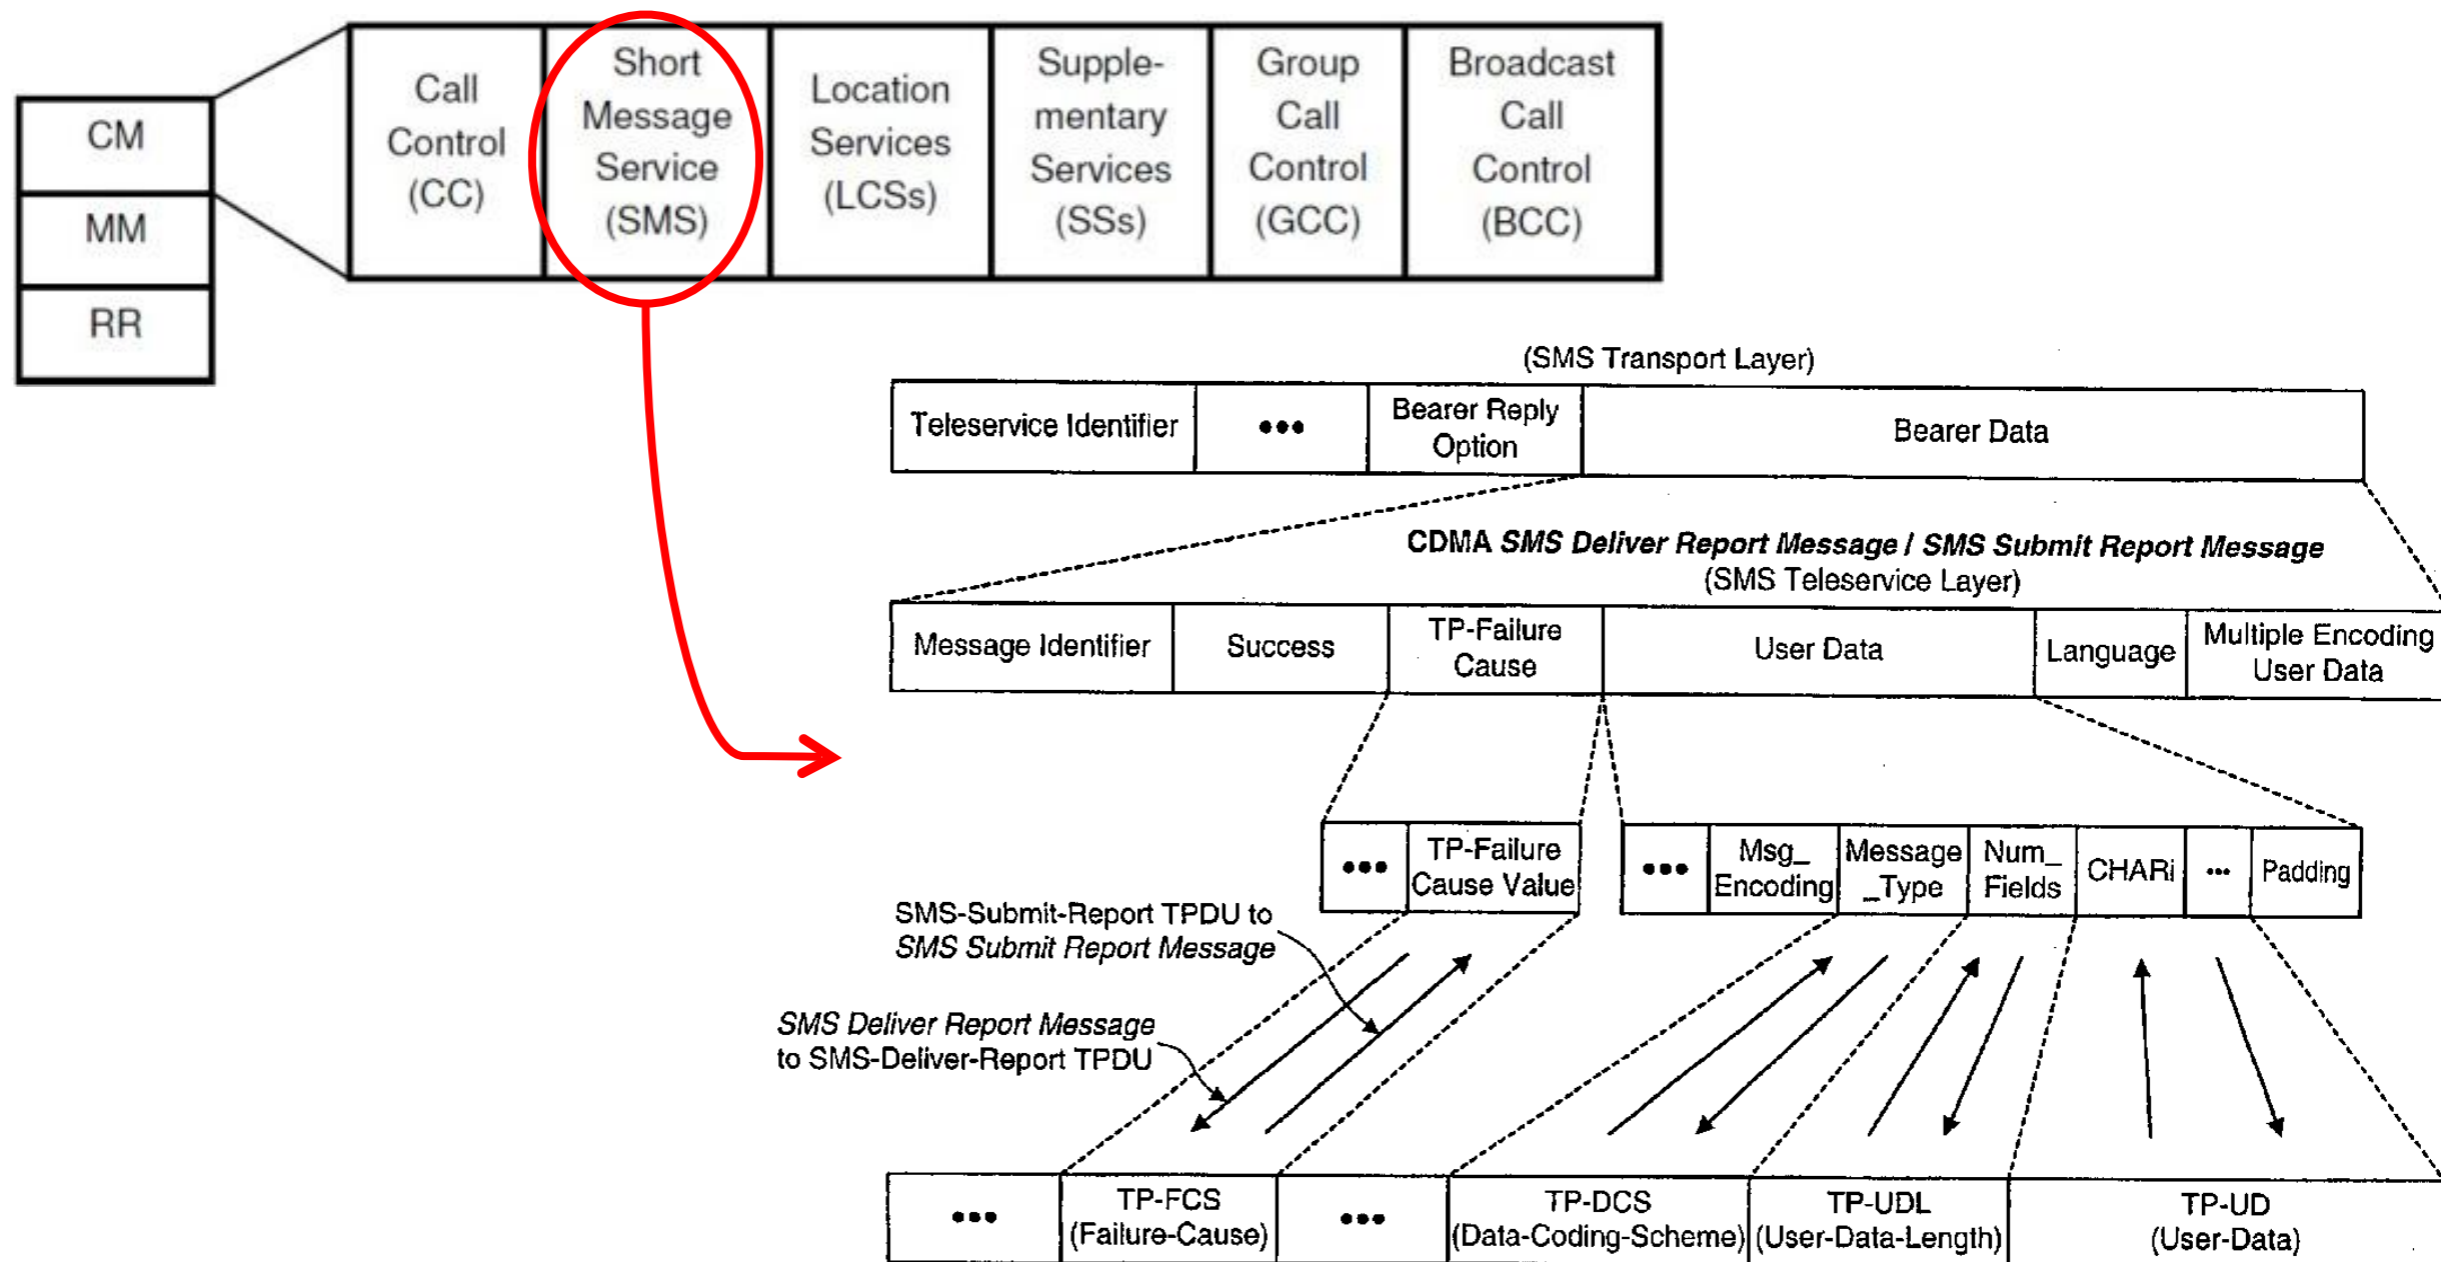 CM
MM
RR
Call
Control
(CC)
Short
Message
Service
(SMS)
Location
Services
(LCSs)
Supple-
mentary
Services
(SSs)
Group
Call
Control
(GCC)
Broadcast
Call
Control
(BCC)
(SMS Transport Layer)
Teleservice Identifier
•••
Bearer Reply
Option
Bearer Data
CDMA SMS Deliver Report Message / SMS Submit Report Message
(SMS Teleservice Layer)
Message Identifier
Success
TP-Failure
Cause
User Data
Language
Multiple Encoding
User Data
•••
TP-Failure
Cause Value
•••
Msg_
Encoding
Message
_Type
Num_
Fields
CHARi
•••
Padding
SMS-Submit-Report TPDU to
SMS Submit Report Message
SMS Deliver Report Message
to SMS-Deliver-Report TPDU
•••
TP-FCS
(Failure-Cause)
•••
TP-DCS
(Data-Coding-Scheme)
TP-UDL
(User-Data-Length)
TP-UD
(User-Data)